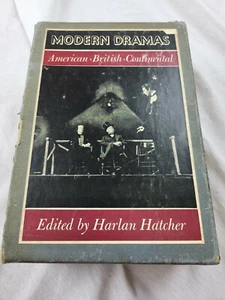 MODERN DRAMAS
American-British-Continental
Edited by Harlan Hatcher